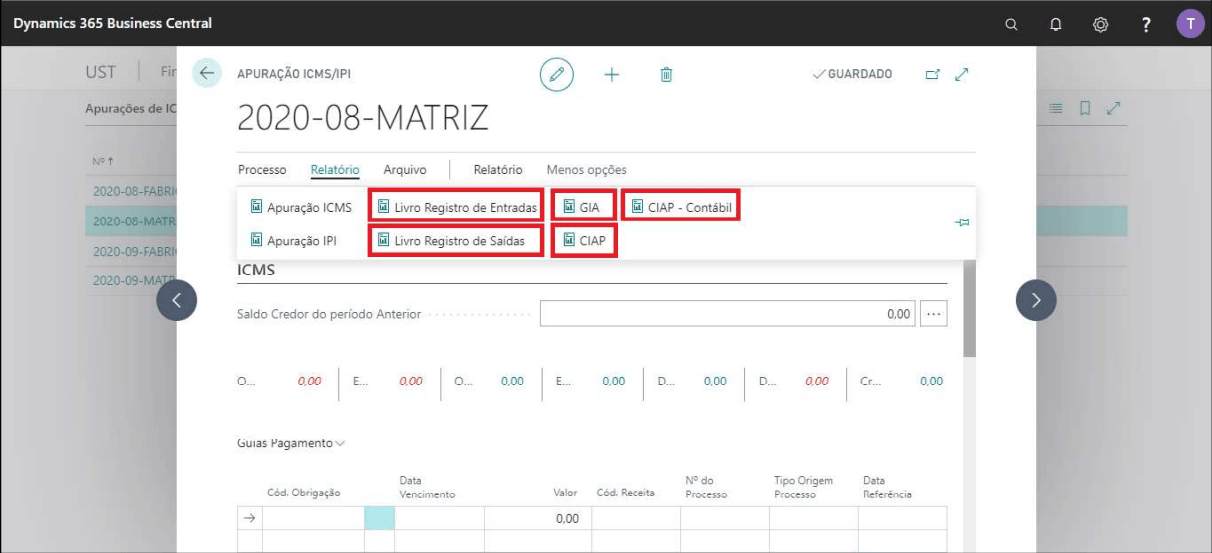 Dynamics 365 Business Central
?
T
UST | Fir
APURAÇÃO ICMS/IPI
GUARDADO
Apurações de IC
2020-08-MATRIZ
Nº ↑
Processo Relatório Arquivo | Relatório Menos opções
2020-08-FABRI
Apuração ICMS Livro Registro de Entradas GIA CIAP - Contábil
2020-08-MATR
Apuração IPI Livro Registro de Saídas CIAP
2020-09-FABRI
ICMS
2020-09-MATR
Saldo Credor do período Anterior 0,00 ...
O... 0,00 E... 0,00 O... 0,00 E... 0,00 D... 0,00 D... 0,00 Cr... 0,00
Guias Pagamento
Cód. Obrigação Data Vencimento Valor Cód. Receita Nº do Processo Tipo Origem Processo Data Referência
→ 0,00